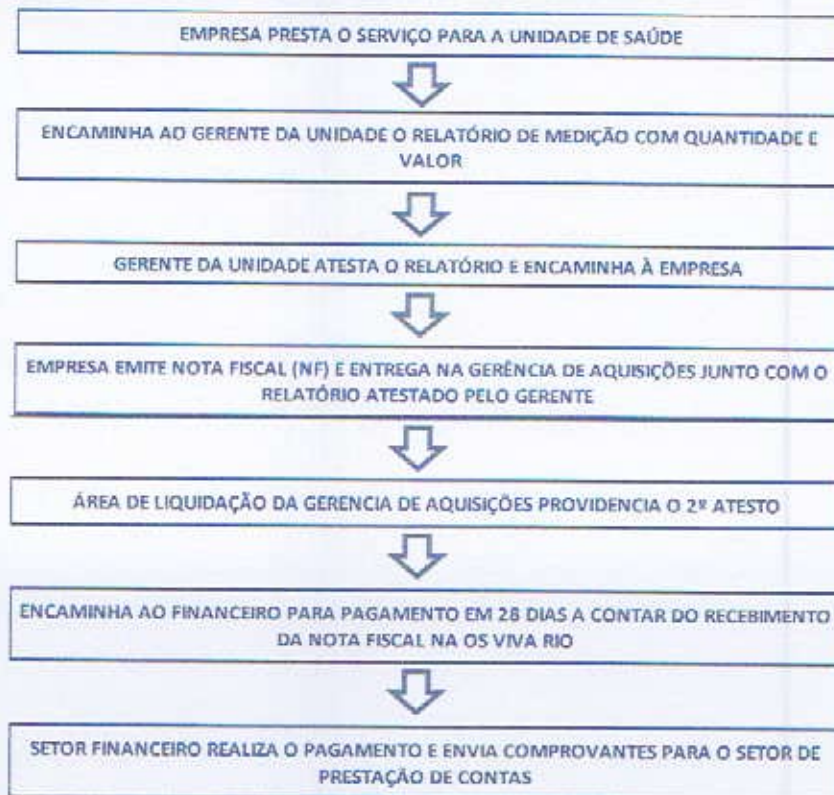 EMPRESA PRESTA O SERVIÇO PARA A UNIDADE DE SAÚDE
ENCAMINHA AO GERENTE DA UNIDADE O RELATÓRIO DE MEDIÇÃO COM QUANTIDADE E
VALOR
GERENTE DA UNIDADE ATESTA O RELATÓRIO E ENCAMINHA À EMPRESA
EMPRESA EMITE NOTA FISCAL (NF) E ENTREGA NA GERÊNCIA DE AQUISIÇÕES JUNTO COM O
RELATÓRIO ATESTADO PELO GERENTE
ÁREA DE LIQUIDAÇÃO DA GERENCIA DE AQUISIÇÕES PROVIDENCIA O 2º ATESTO
ENCAMINHA AO FINANCEIRO PARA PAGAMENTO EM 28 DIAS A CONTAR DO RECEBIMENTO
DA NOTA FISCAL NA OS VIVA RIO
SETOR FINANCEIRO REALIZA O PAGAMENTO E ENVIA COMPROVANTES PARA O SETOR DE
PRESTAÇÃO DE CONTAS